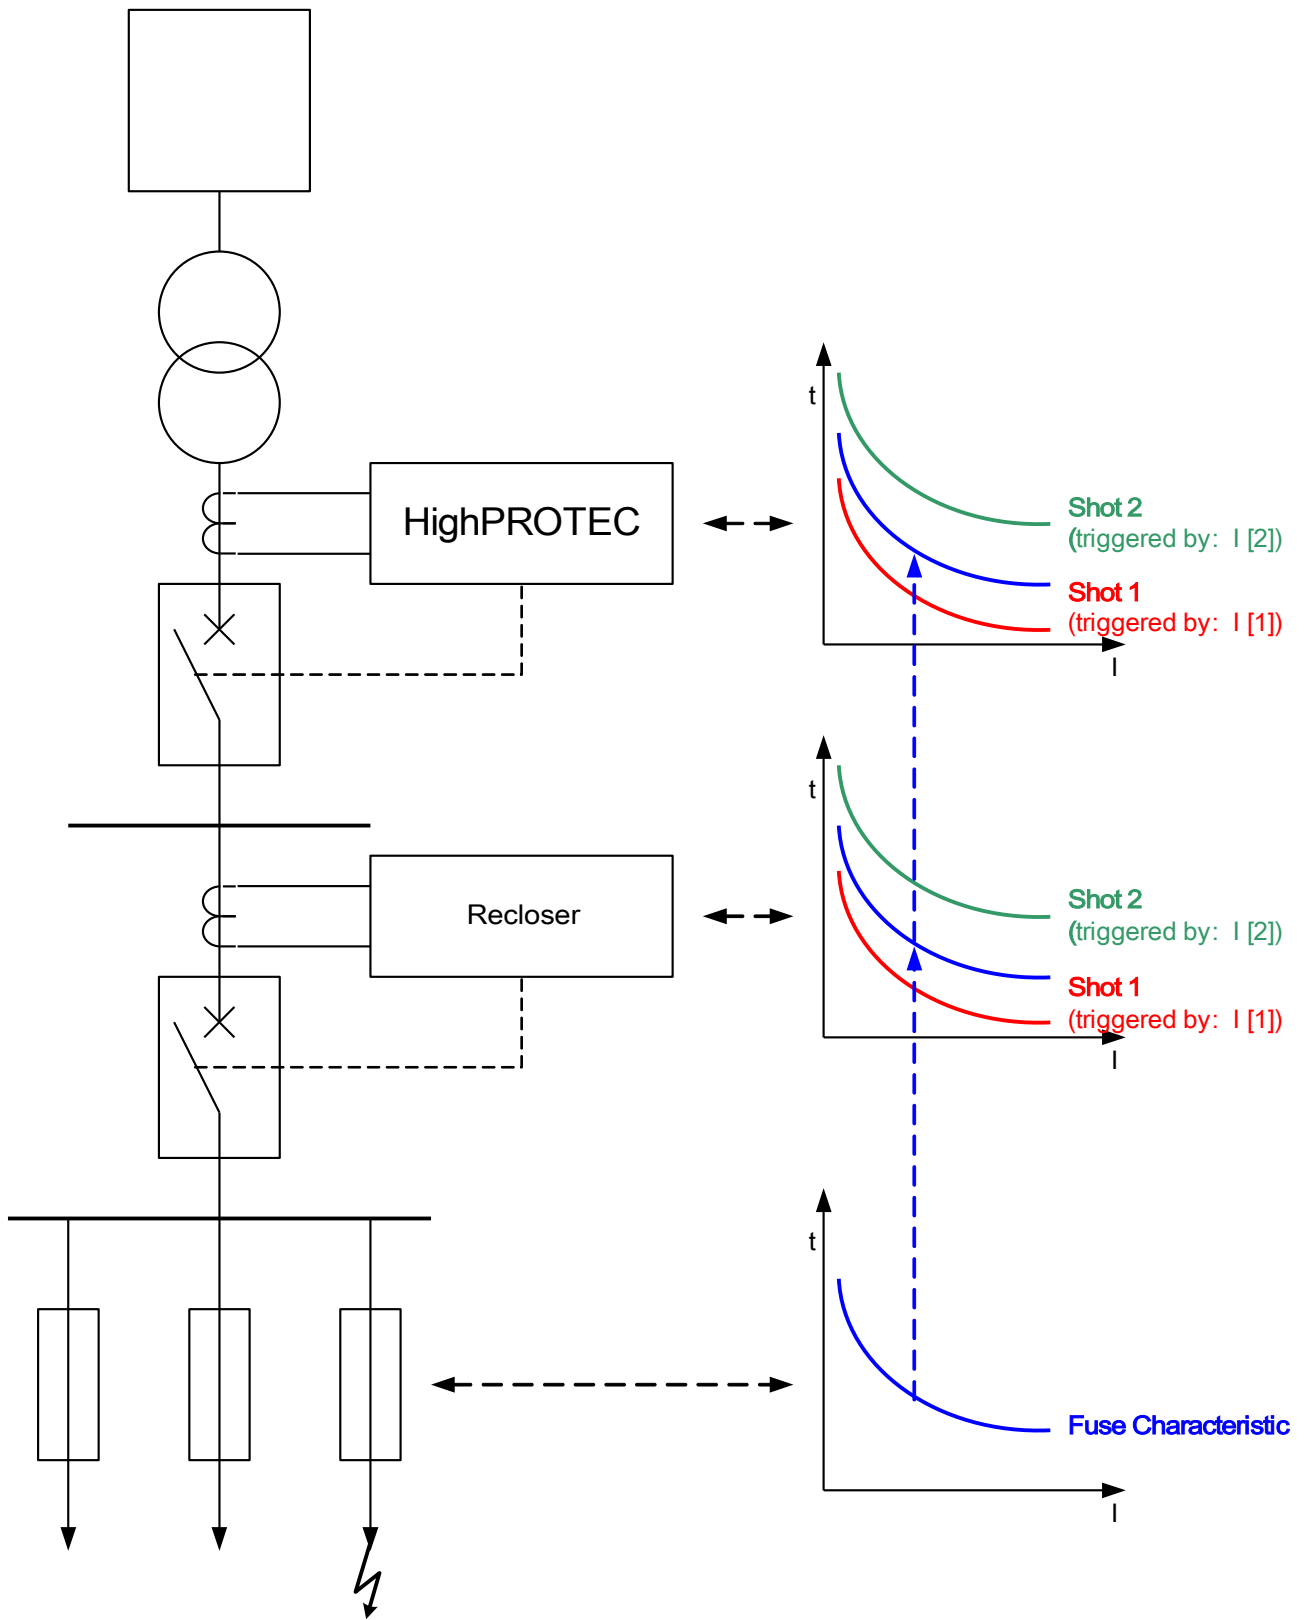 t
HighPROTEC
Shot 2
(triggered by: I [2])
Shot 1
(triggered by: I [1])
I
t
Recloser
Shot 2
(triggered by: I [2])
Shot 1
(triggered by: I [1])
I
t
Fuse Characteristic
I